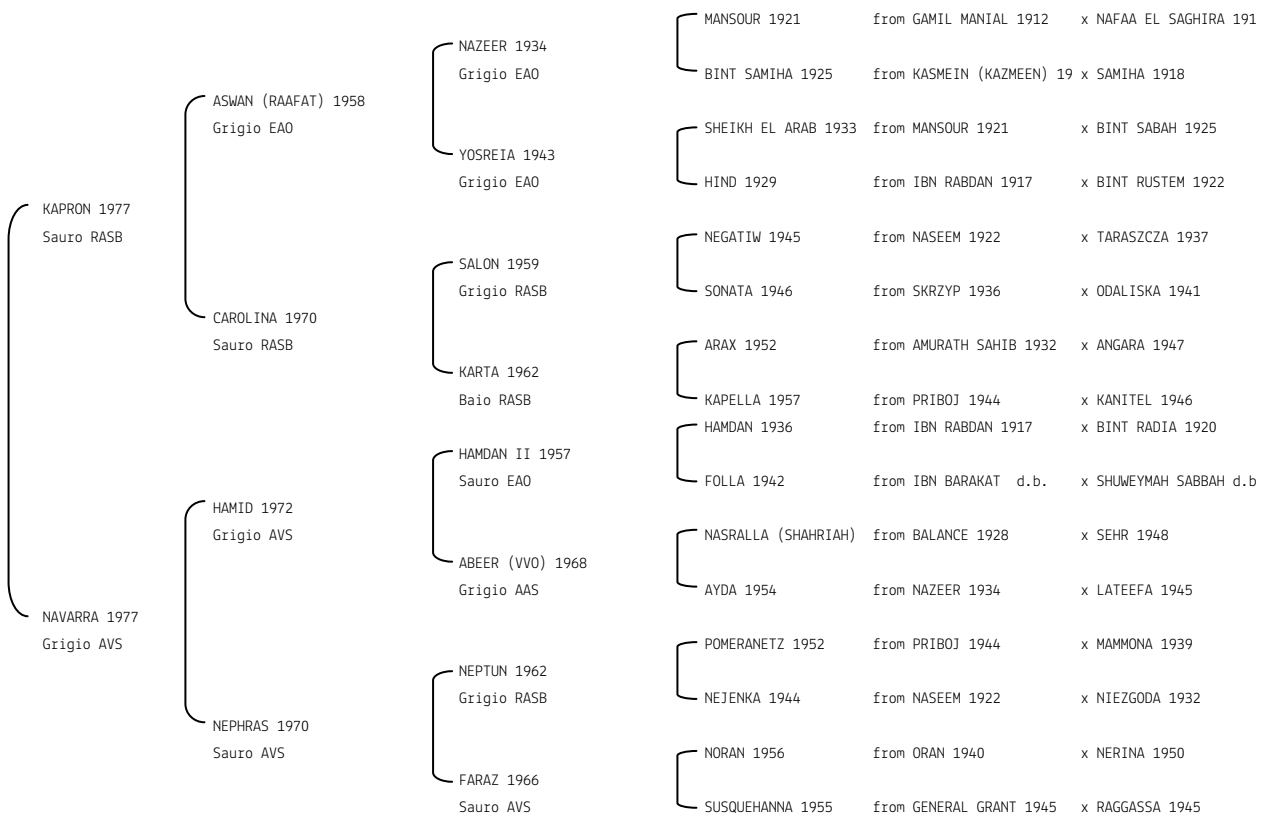 MANSOUR 1921 from GAMIL MANIAL 1912 x NAFAA EL SAGHIRA 191
NAZEER 1934
Grigio EAO BINT SAMIHA 1925 from KASMEIN (KAZMEEN) 19 x SAMIHA 1918
ASWAN (RAAFAT) 1958
Grigio EAO SHEIKH EL ARAB 1933 from MANSOUR 1921 x BINT SABAH 1925
YOSREIA 1943
Grigio EAO HIND 1929 from IBN RABDAN 1917 x BINT RUSTEM 1922
KAPRON 1977
Sauro RASB NEGATIW 1945 from NASEEM 1922 x TARASZCZA 1937
SALON 1959
Grigio RASB SONATA 1946 from SKRZYP 1936 x ODALISKA 1941
CAROLINA 1970
Sauro RASB ARAX 1952 from AMURATH SAHIB 1932 x ANGARA 1947
KARTA 1962
Baio RASB KAPELLA 1957 from PRIBOJ 1944 x KANITEL 1946
HAMDAN 1936 from IBN RABDAN 1917 x BINT RADIA 1920
HAMDAN II 1957
Sauro EAO FOLLA 1942 from IBN BARAKAT d.b. x SHUWEYMAH SABBAH d.b
HAMID 1972
Grigio AVS NASRALLA (SHAHRIAH) from BALANCE 1928 x SEHR 1948
ABEER (VVO) 1968
Grigio AAS AYDA 1954 from NAZEER 1934 x LATEEFA 1945
NAVARRA 1977
Grigio AVS POMERANETZ 1952 from PRIBOJ 1944 x MAMMONA 1939
NEPTUN 1962
Grigio RASB NEJENKA 1944 from NASEEM 1922 x NIEZGODA 1932
NEPHRAS 1970
Sauro AVS NORAN 1956 from ORAN 1940 x NERINA 1950
FARAZ 1966
Sauro AVS SUSQUEHANNA 1955 from GENERAL GRANT 1945 x RAGGASSA 1945